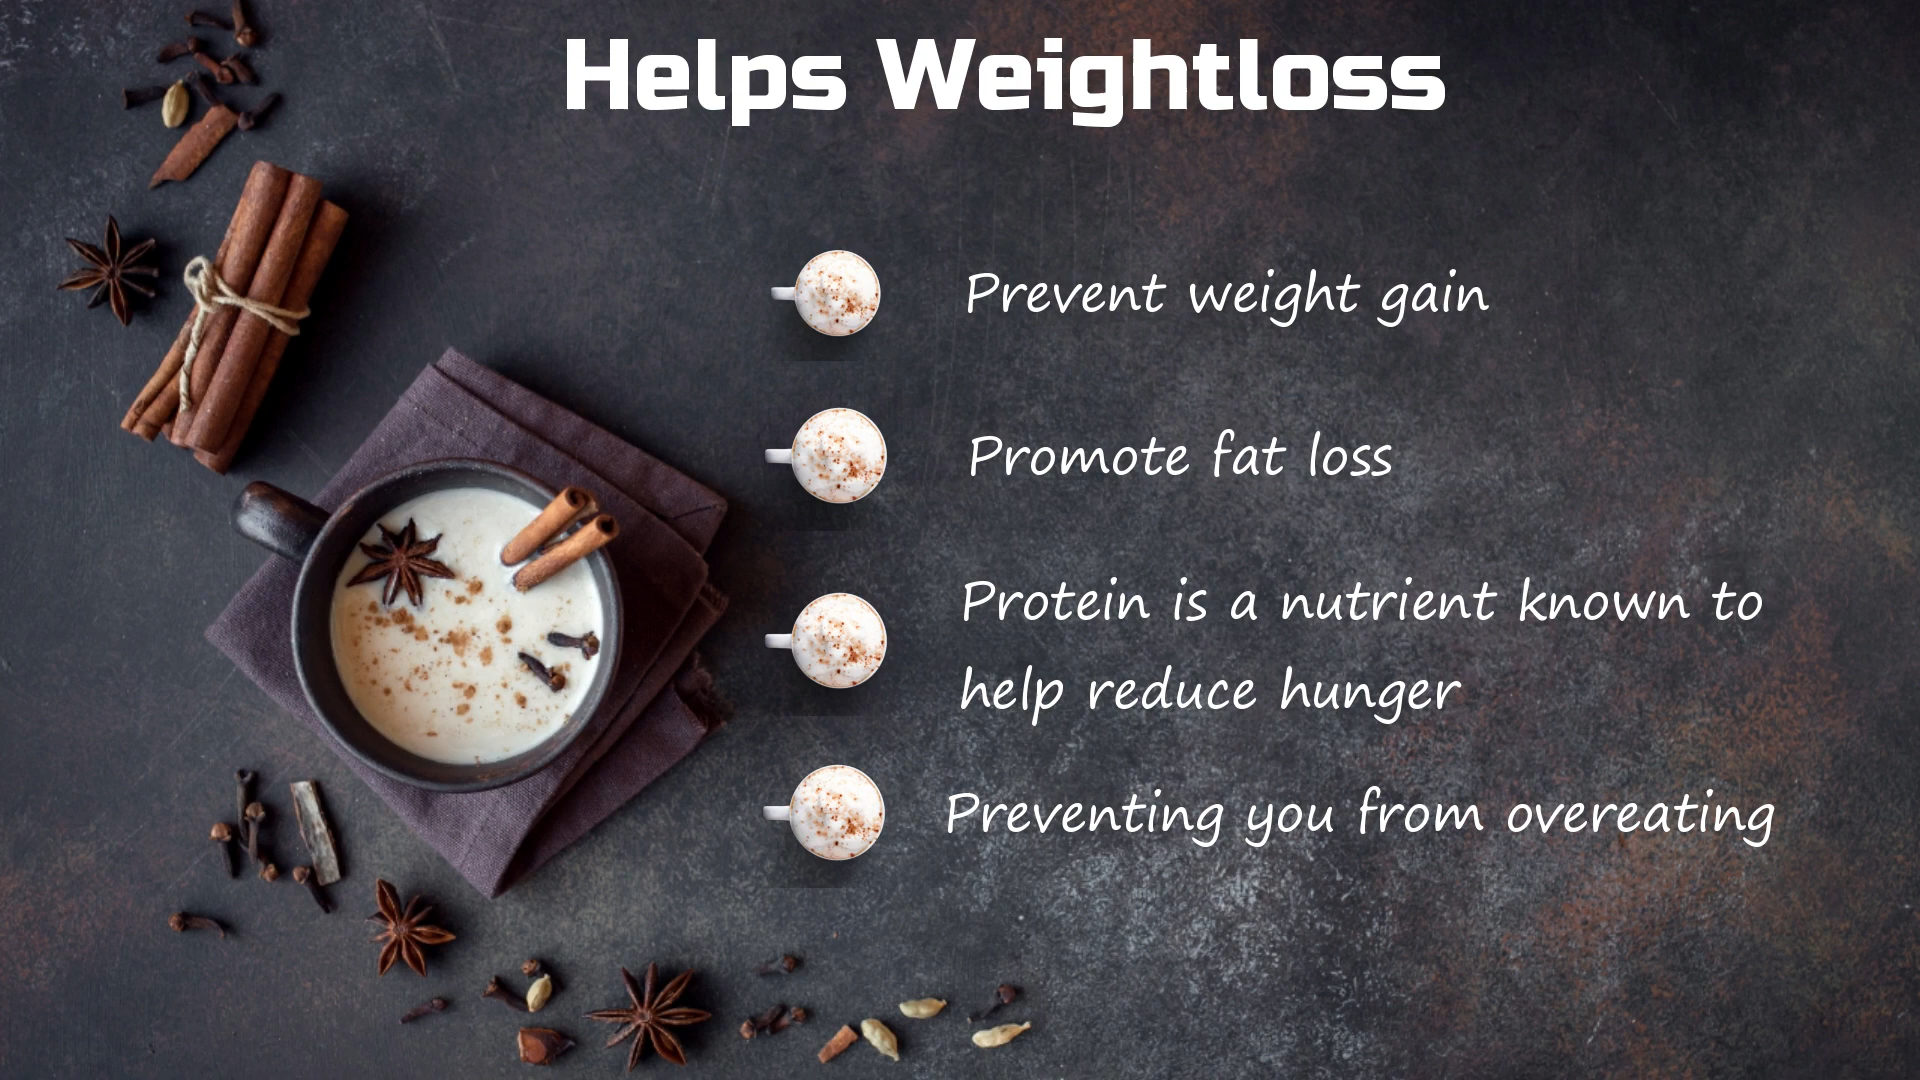 Helps Weightloss
Prevent weight gain
Promote fat loss
Protein is a nutrient known to
help reduce hunger
Preventing you from overeating